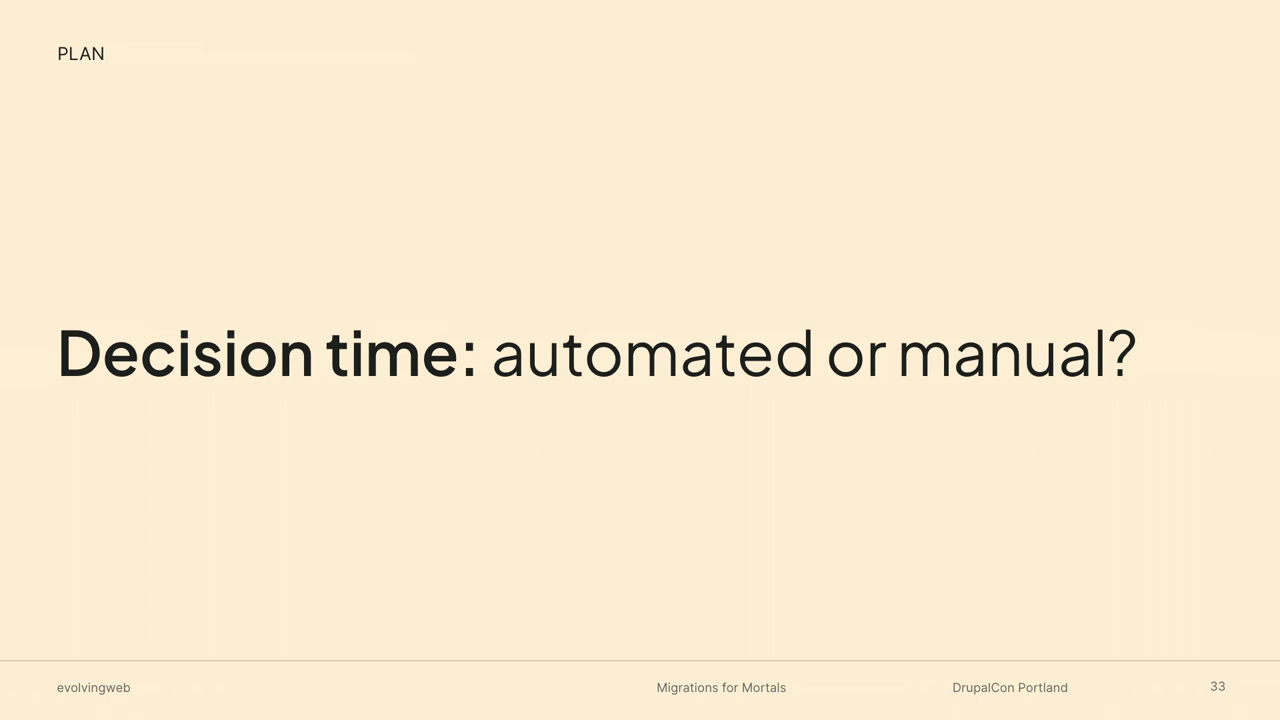 PLAN
Decision time: automated or manual?
evolvingweb
Migrations for Mortals
DrupalCon Portland
33